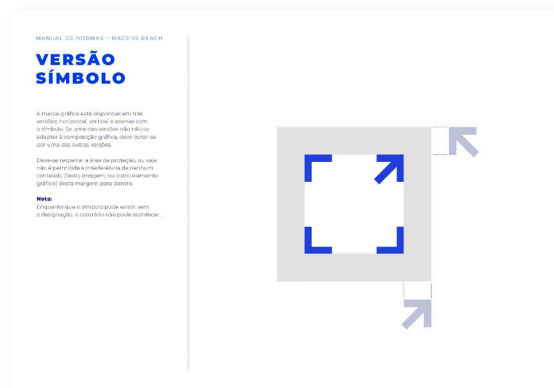 MANUAL DE NORMAS – MASSIVE REACH
VERSÃO
SÍMBOLO
A marca gráfica está disponível em três
versões: horizontal, vertical e apenas com
o símbolo. Se uma das versões não não se
adaptar à composição gráfica, deve optar-se
por uma das outras versões.
Deve-se respeitar a área de proteção, ou seja
não é permitida a interferência de nenhum
conteúdo (texto, imagem, ou outro elemento
gráfico) desta margem para dentro.
Nota:
Enquanto que o símbolo pode existir sem
a designação, o contrário não pode acontecer.